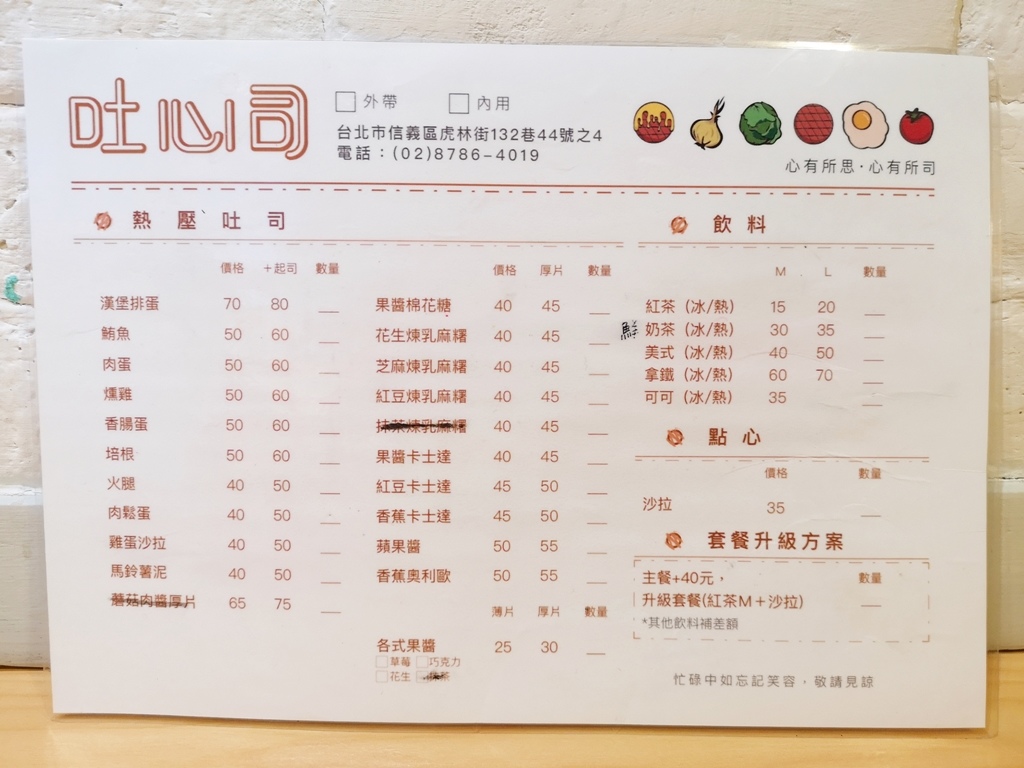 吐心司
外帶 內用
台北市信義區虎林街132巷44號之4
電話：(02)8786-4019
心有所思·心有所司
熱壓吐司
價格 +起司 數量
漢堡排蛋 70 80
鮪魚 50 60
肉蛋 50 60
燻雞 50 60
香腸蛋 50 60
培根 50 60
火腿 40 50
肉鬆蛋 40 50
雞蛋沙拉 40 50
馬鈴薯泥 40 50
蘑菇肉醬厚片 65 75
價格 厚片 數量
果醬棉花糖 40 45
花生煉乳麻糬 40 45
芝麻煉乳麻糬 40 45
紅豆煉乳麻糬 40 45
抹茶煉乳麻糬 40 45
果醬卡士達 40 45
紅豆卡士達 45 50
香蕉卡士達 45 50
蘋果醬 50 55
香蕉奧利歐 50 55
薄片 厚片 數量
各式果醬 25 30
草莓 巧克力
花生 抹茶
飲料
M L 數量
紅茶 (冰/熱) 15 20
鮮奶茶 (冰/熱) 30 35
美式 (冰/熱) 40 50
拿鐵 (冰/熱) 60 70
可可 (冰/熱) 35
點心
價格 數量
沙拉 35
套餐升級方案
主餐+40元， 數量
升級套餐(紅茶M+沙拉)
*其他飲料補差額
忙碌中如忘記笑容，敬請見諒